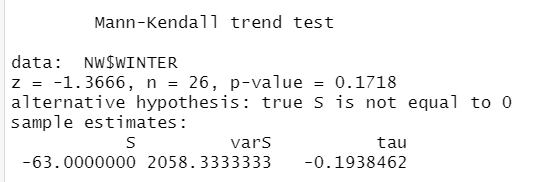 Mann-Kendall trend test
data:  NW$WINTER
z = -1.3666, n = 26, p-value = 0.1718
alternative hypothesis: true S is not equal to 0
sample estimates:
S varS tau
-63.0000000 2058.3333333 -0.1938462